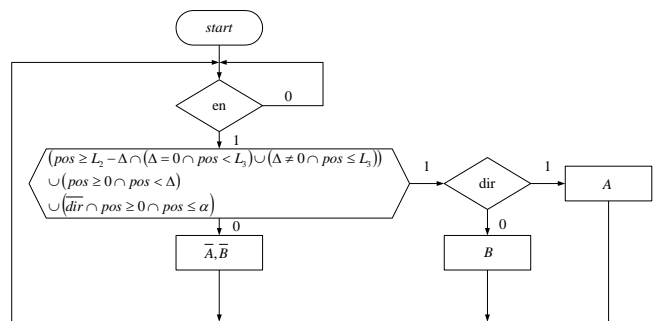 start
en
0
1
(pos ≥ L₂ − Δ ∩ (Δ = 0 ∩ pos < L₃) ∪ (Δ ≠ 0 ∩ pos ≤ L₃))
∪ (pos ≥ 0 ∩ pos < Δ)
∪ (d̅i̅r̅ ∩ pos ≥ 0 ∩ pos ≤ α)
1
dir
1
A
0
0
A̅, B̅
B